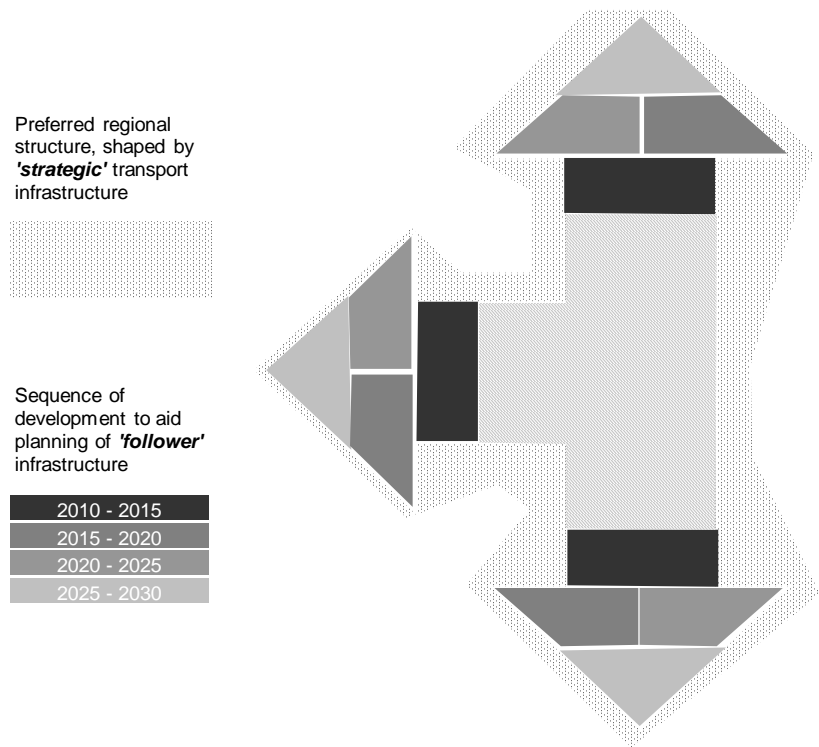 Preferred regional
structure, shaped by
'strategic' transport
infrastructure
Sequence of
development to aid
planning of 'follower'
infrastructure
2010 - 2015
2015 - 2020
2020 - 2025
2025 - 2030